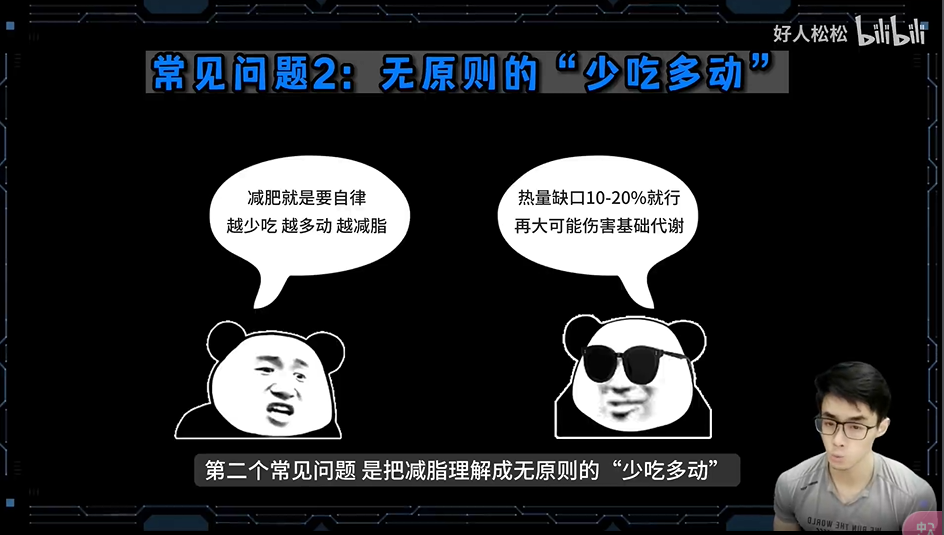 好人松松 bilibili
常见问题2：无原则的“少吃多动”
减肥就是要自律
越少吃 越多动 越减脂
热量缺口10-20%就行
再大可能伤害基础代谢
第二个常见问题 是把减脂理解成无原则的“少吃多动”
中